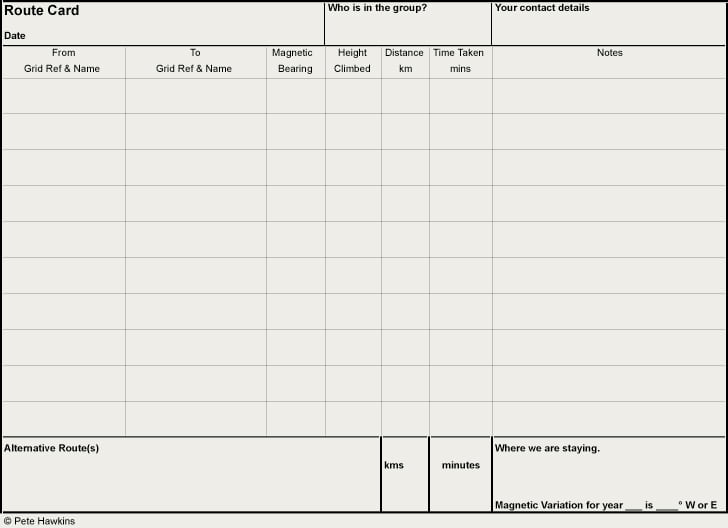 Route Card
Who is in the group?
Your contact details
Date
From
Grid Ref & Name
To
Grid Ref & Name
Magnetic
Bearing
Height
Climbed
Distance
km
Time Taken
mins
Notes
Alternative Route(s)
kms
minutes
Where we are staying.
Magnetic Variation for year ___ is ____° W or E
© Pete Hawkins